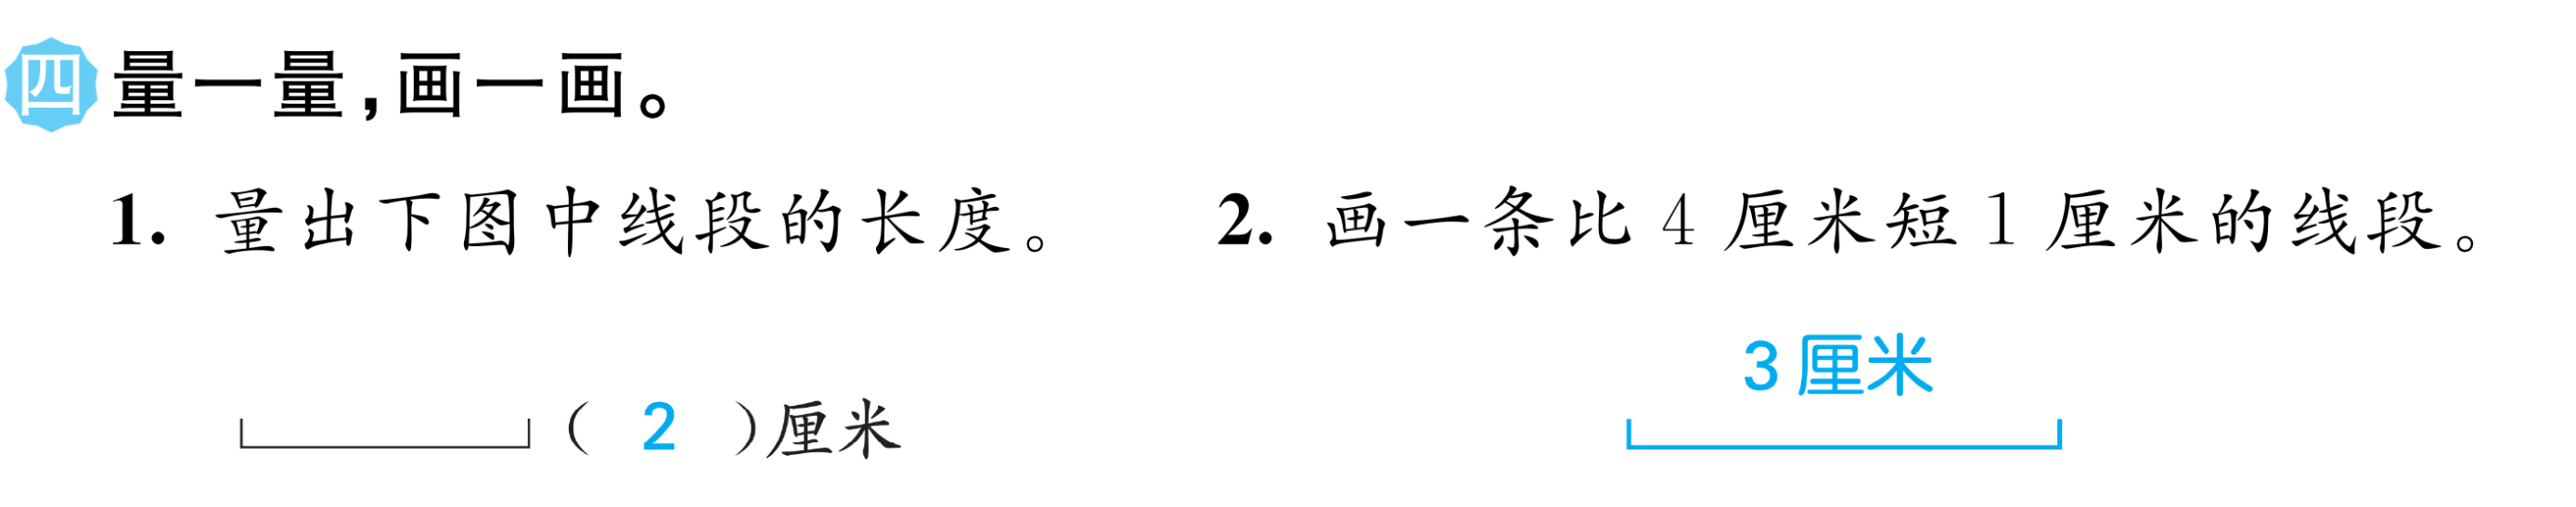 四 量一量,画一画。
1. 量出下图中线段的长度。
( 2 )厘米
2. 画一条比 4 厘米短 1 厘米的线段。
3 厘米